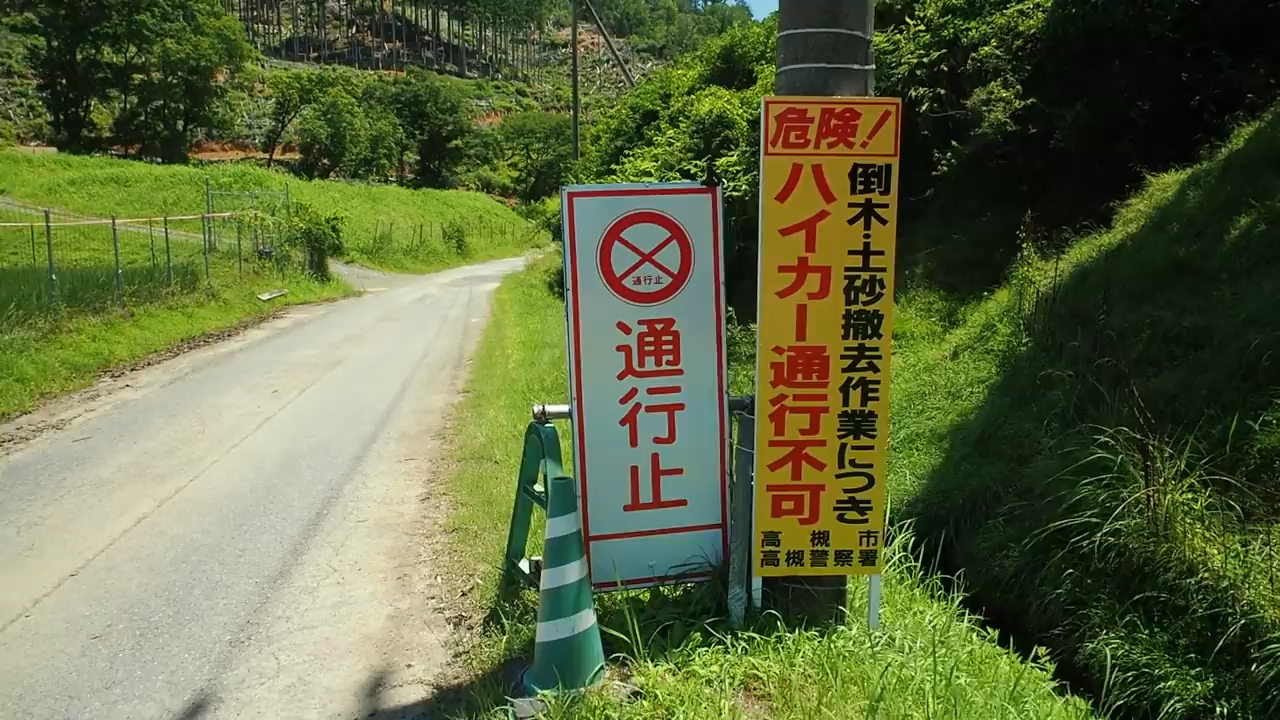 通行止
通行止
危険!
倒木・土砂撤去作業につき
ハイカー通行不可
高槻市
高槻警察署